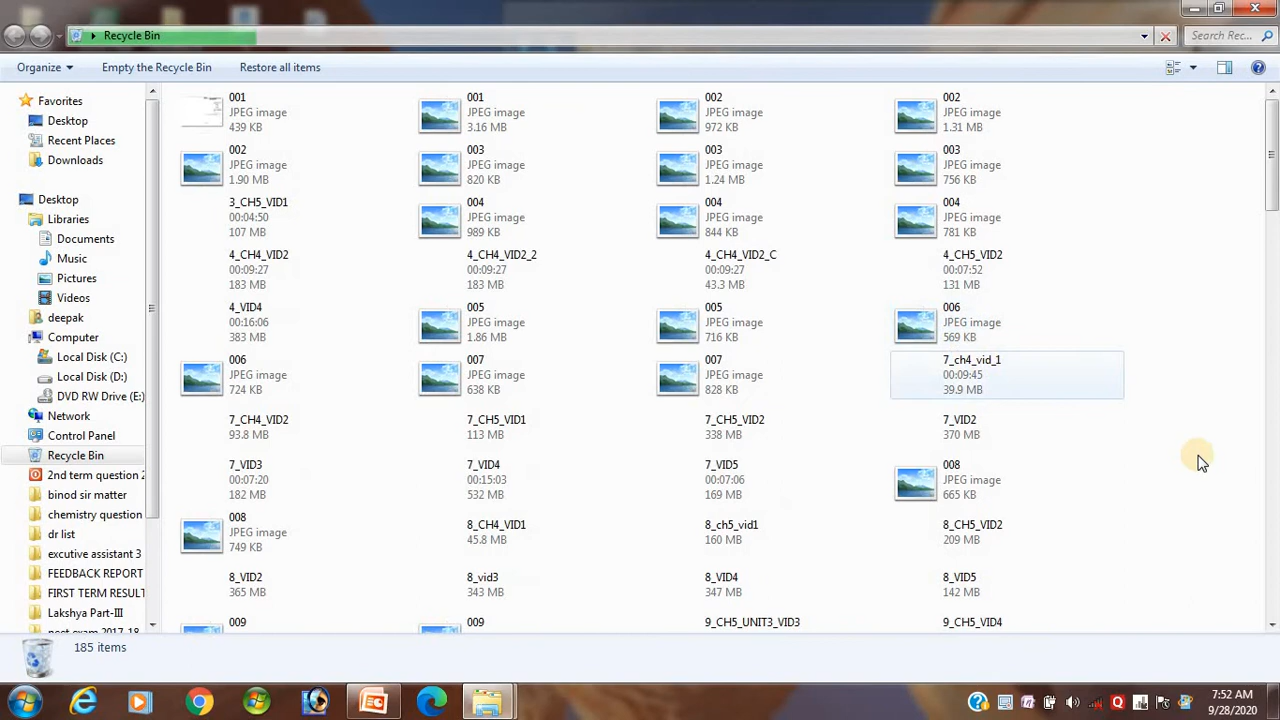 Recycle Bin
Search Rec...
Organize
Empty the Recycle Bin
Restore all items
Favorites
Desktop
Recent Places
Downloads
Desktop
Libraries
Documents
Music
Pictures
Videos
deepak
Computer
Local Disk (C:)
Local Disk (D:)
DVD RW Drive (E:)
Network
Control Panel
Recycle Bin
2nd term question 2
binod sir matter
chemistry question
dr list
excutive assistant 3
FEEDBACK REPORT
FIRST TERM RESULT
Lakshya Part-III
001
JPEG image
439 KB
001
JPEG image
3.16 MB
002
JPEG image
972 KB
002
JPEG image
1.31 MB
002
JPEG image
1.90 MB
003
JPEG image
820 KB
003
JPEG image
1.24 MB
003
JPEG image
756 KB
3_CH5_VID1
00:04:50
107 MB
004
JPEG image
989 KB
004
JPEG image
844 KB
004
JPEG image
781 KB
4_CH4_VID2
00:09:27
183 MB
4_CH4_VID2_2
00:09:27
183 MB
4_CH4_VID2_C
00:09:27
43.3 MB
4_CH5_VID2
00:07:52
131 MB
4_VID4
00:16:06
383 MB
005
JPEG image
1.86 MB
005
JPEG image
716 KB
006
JPEG image
569 KB
006
JPEG image
724 KB
007
JPEG image
638 KB
007
JPEG image
828 KB
7_ch4_vid_1
00:09:45
39.9 MB
7_CH4_VID2
93.8 MB
7_CH5_VID1
113 MB
7_CH5_VID2
338 MB
7_VID2
370 MB
7_VID3
00:07:20
182 MB
7_VID4
00:15:03
532 MB
7_VID5
00:07:06
169 MB
008
JPEG image
665 KB
008
JPEG image
749 KB
8_CH4_VID1
45.8 MB
8_ch5_vid1
160 MB
8_CH5_VID2
209 MB
8_VID2
365 MB
8_vid3
343 MB
8_VID4
347 MB
8_VID5
142 MB
009
009
9_CH5_UNIT3_VID3
9_CH5_VID4
185 items
7:52 AM
9/28/2020